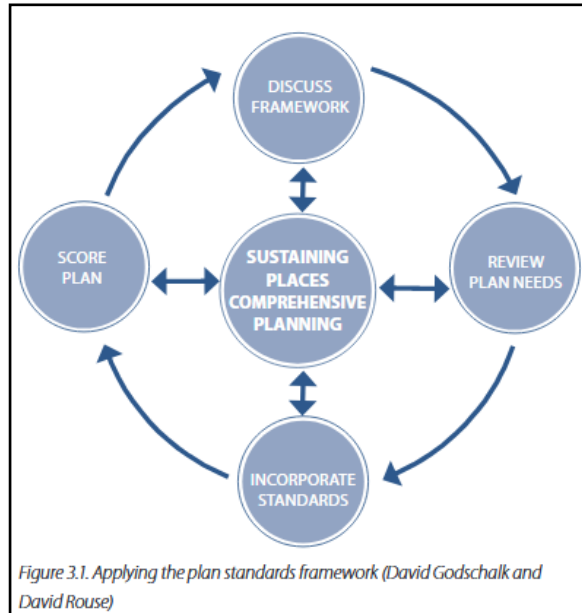 DISCUSS
FRAMEWORK
SCORE
PLAN
SUSTAINING
PLACES
COMPREHENSIVE
PLANNING
REVIEW
PLAN NEEDS
INCORPORATE
STANDARDS
Figure 3.1. Applying the plan standards framework (David Godschalk and
David Rouse)